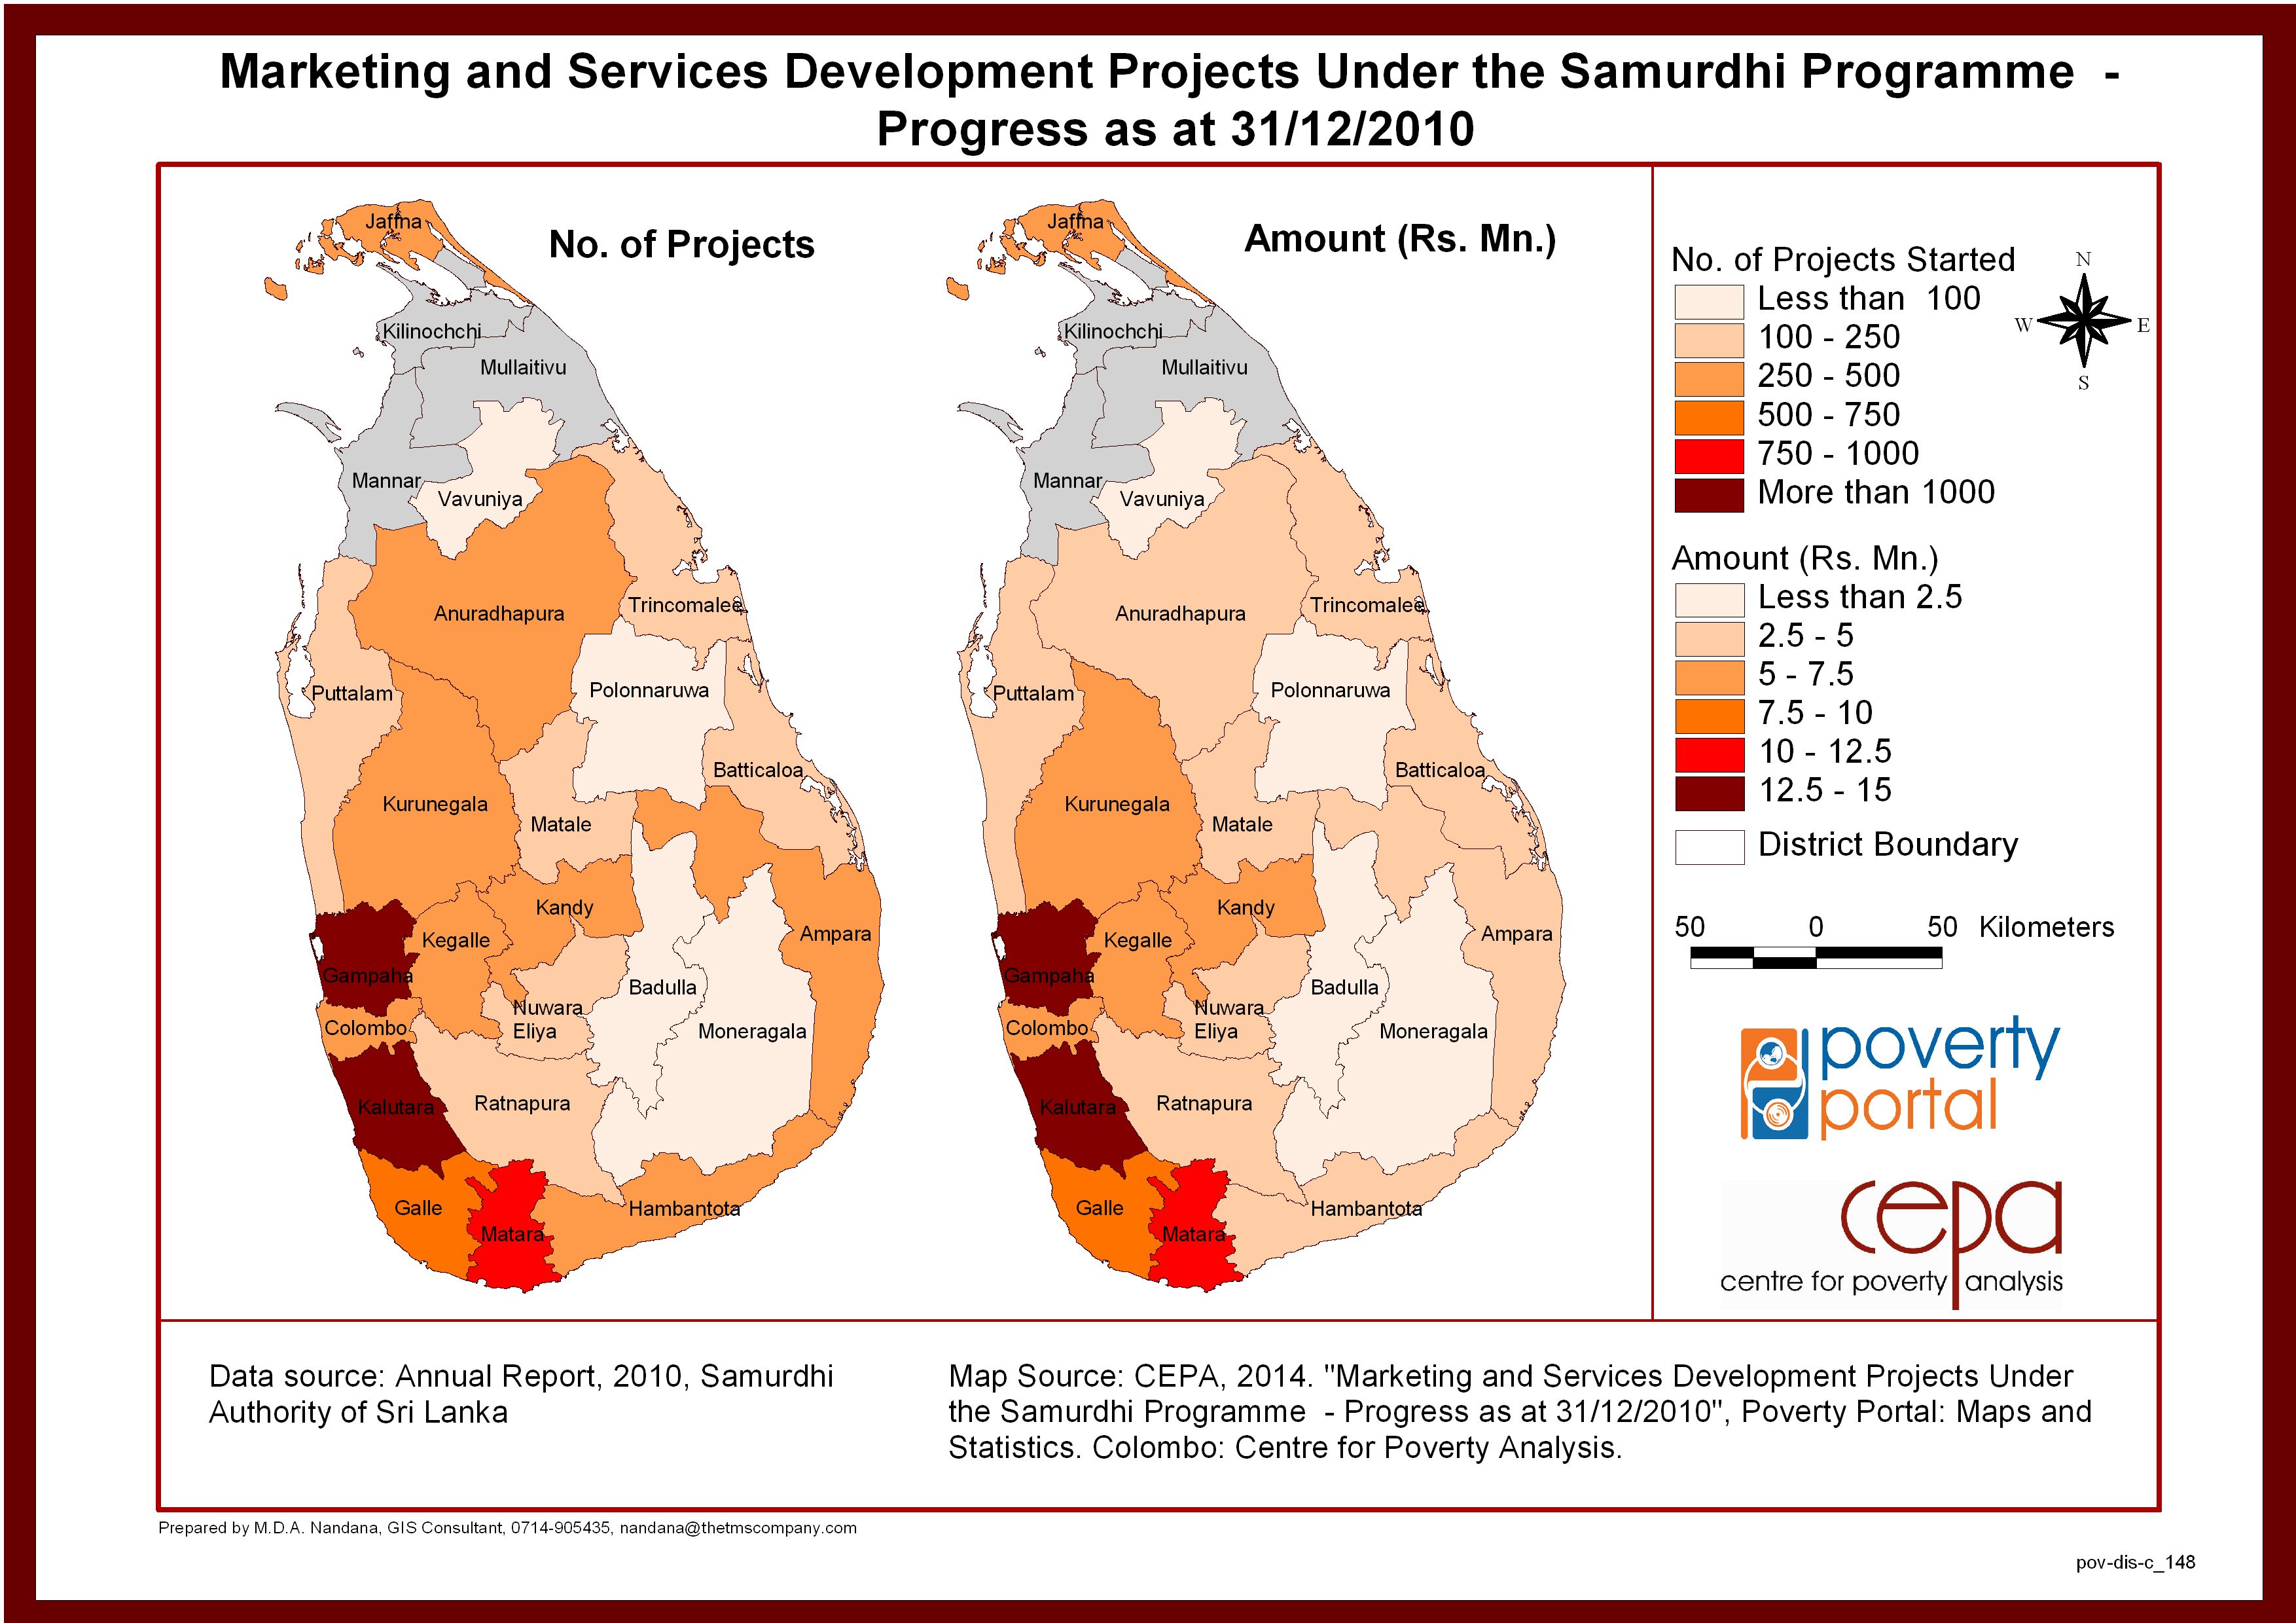 Marketing and Services Development Projects Under the Samurdhi Programme  -
Progress as at 31/12/2010
No. of Projects
Jaffna
Kilinochchi
Mullaitivu
Mannar
Vavuniya
Anuradhapura
Trincomalee
Puttalam
Polonnaruwa
Batticaloa
Kurunegala
Matale
Kandy
Kegalle
Ampara
Gampaha
Badulla
Nuwara
Eliya
Colombo
Moneragala
Kalutara
Ratnapura
Galle
Hambantota
Matara
Amount (Rs. Mn.)
Jaffna
Kilinochchi
Mullaitivu
Mannar
Vavuniya
Anuradhapura
Trincomalee
Puttalam
Polonnaruwa
Batticaloa
Kurunegala
Matale
Kandy
Kegalle
Ampara
Gampaha
Badulla
Nuwara
Eliya
Colombo
Moneragala
Kalutara
Ratnapura
Galle
Hambantota
Matara
No. of Projects Started
Less than  100
100 - 250
250 - 500
500 - 750
750 - 1000
More than 1000
N
W
E
S
Amount (Rs. Mn.)
Less than 2.5
2.5 - 5
5 - 7.5
7.5 - 10
10 - 12.5
12.5 - 15
District Boundary
50 0 50 Kilometers
poverty
portal
cepa
centre for poverty analysis
Data source: Annual Report, 2010, Samurdhi
Authority of Sri Lanka
Map Source: CEPA, 2014. "Marketing and Services Development Projects Under
the Samurdhi Programme  - Progress as at 31/12/2010", Poverty Portal: Maps and
Statistics. Colombo: Centre for Poverty Analysis.
Prepared by M.D.A. Nandana, GIS Consultant, 0714-905435, nandana@thetmscompany.com
pov-dis-c_148